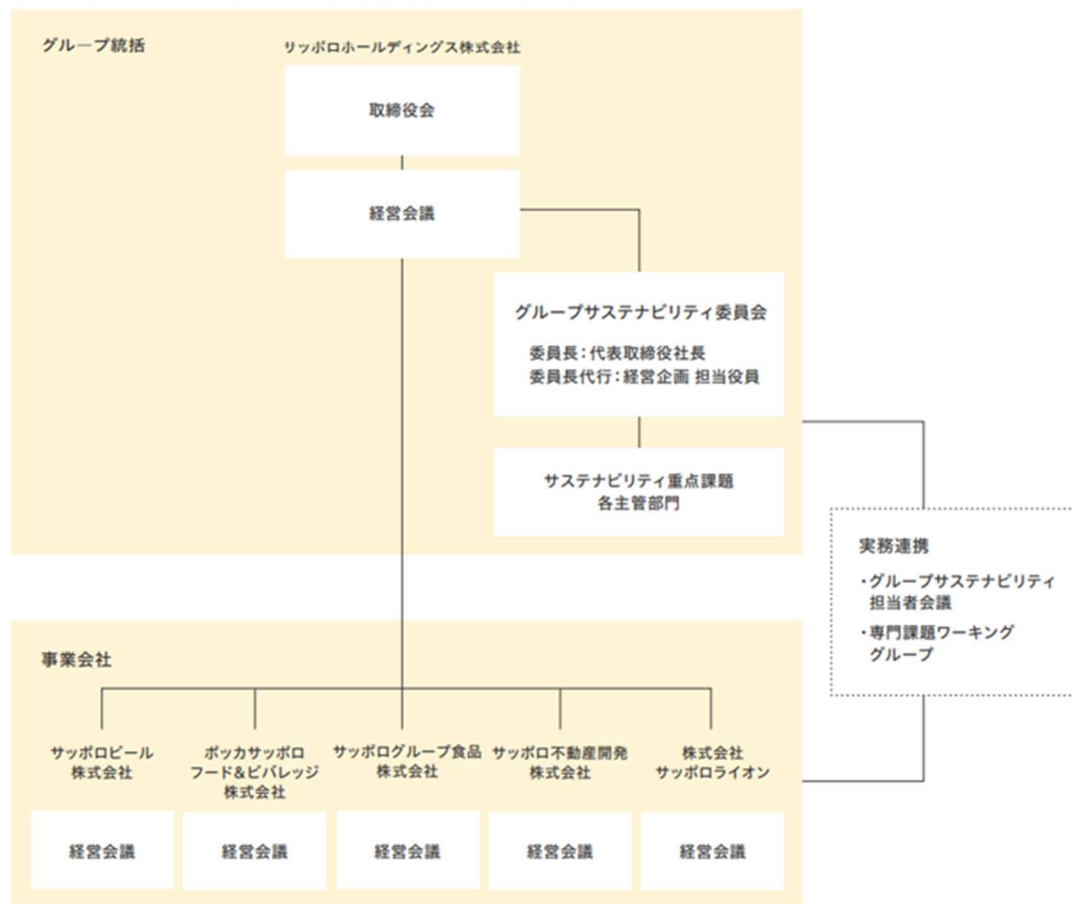 グループ統括
リッポロホールディングス株式会社
取締役会
経営会議
グループサステナビリティ委員会
委員長：代表取締役社長
委員長代行：経営企画 担当役員
サステナビリティ重点課題
各主管部門
実務連携
・グループサステナビリティ
担当者会議
・専門課題ワーキング
グループ
事業会社
サッポロビール
株式会社
経営会議
ポッカサッポロ
フード&ビバレッジ
株式会社
経営会議
サッポログループ食品
株式会社
経営会議
サッポロ不動産開発
株式会社
経営会議
株式会社
サッポロライオン
経営会議